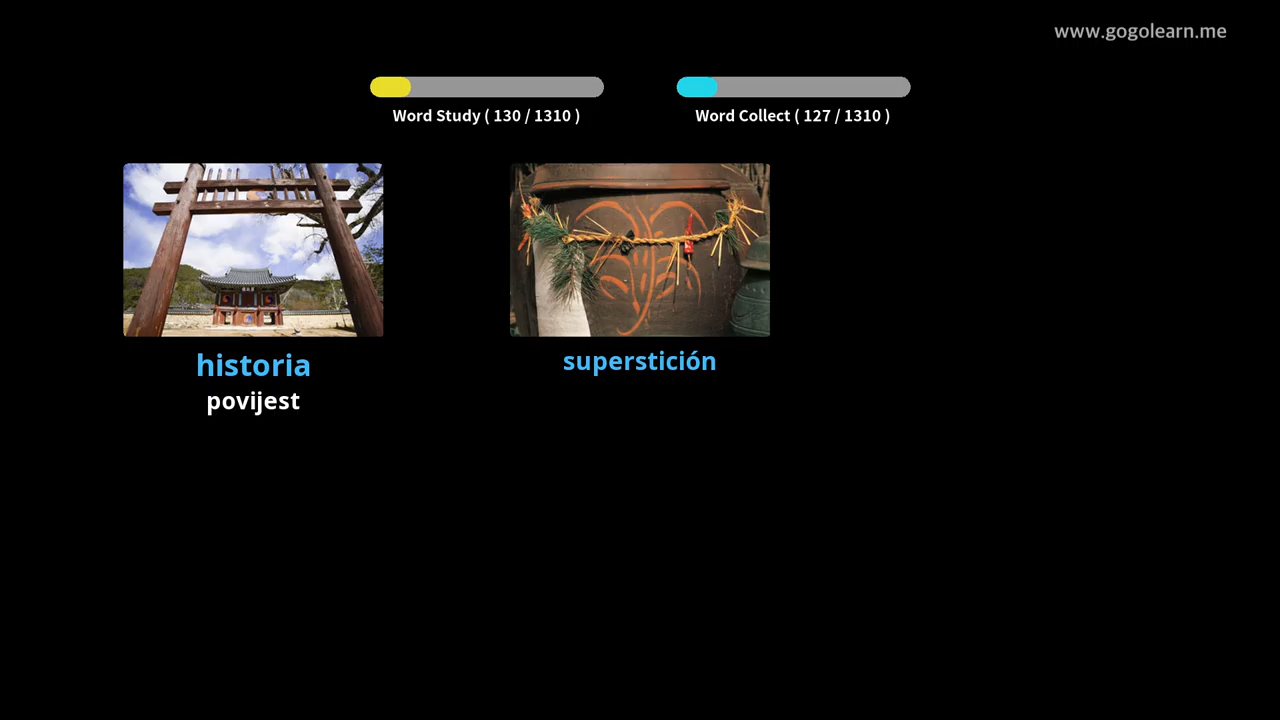 www.gogolearn.me
Word Study ( 130 / 1310 )
Word Collect ( 127 / 1310 )
historia
povijest
superstición